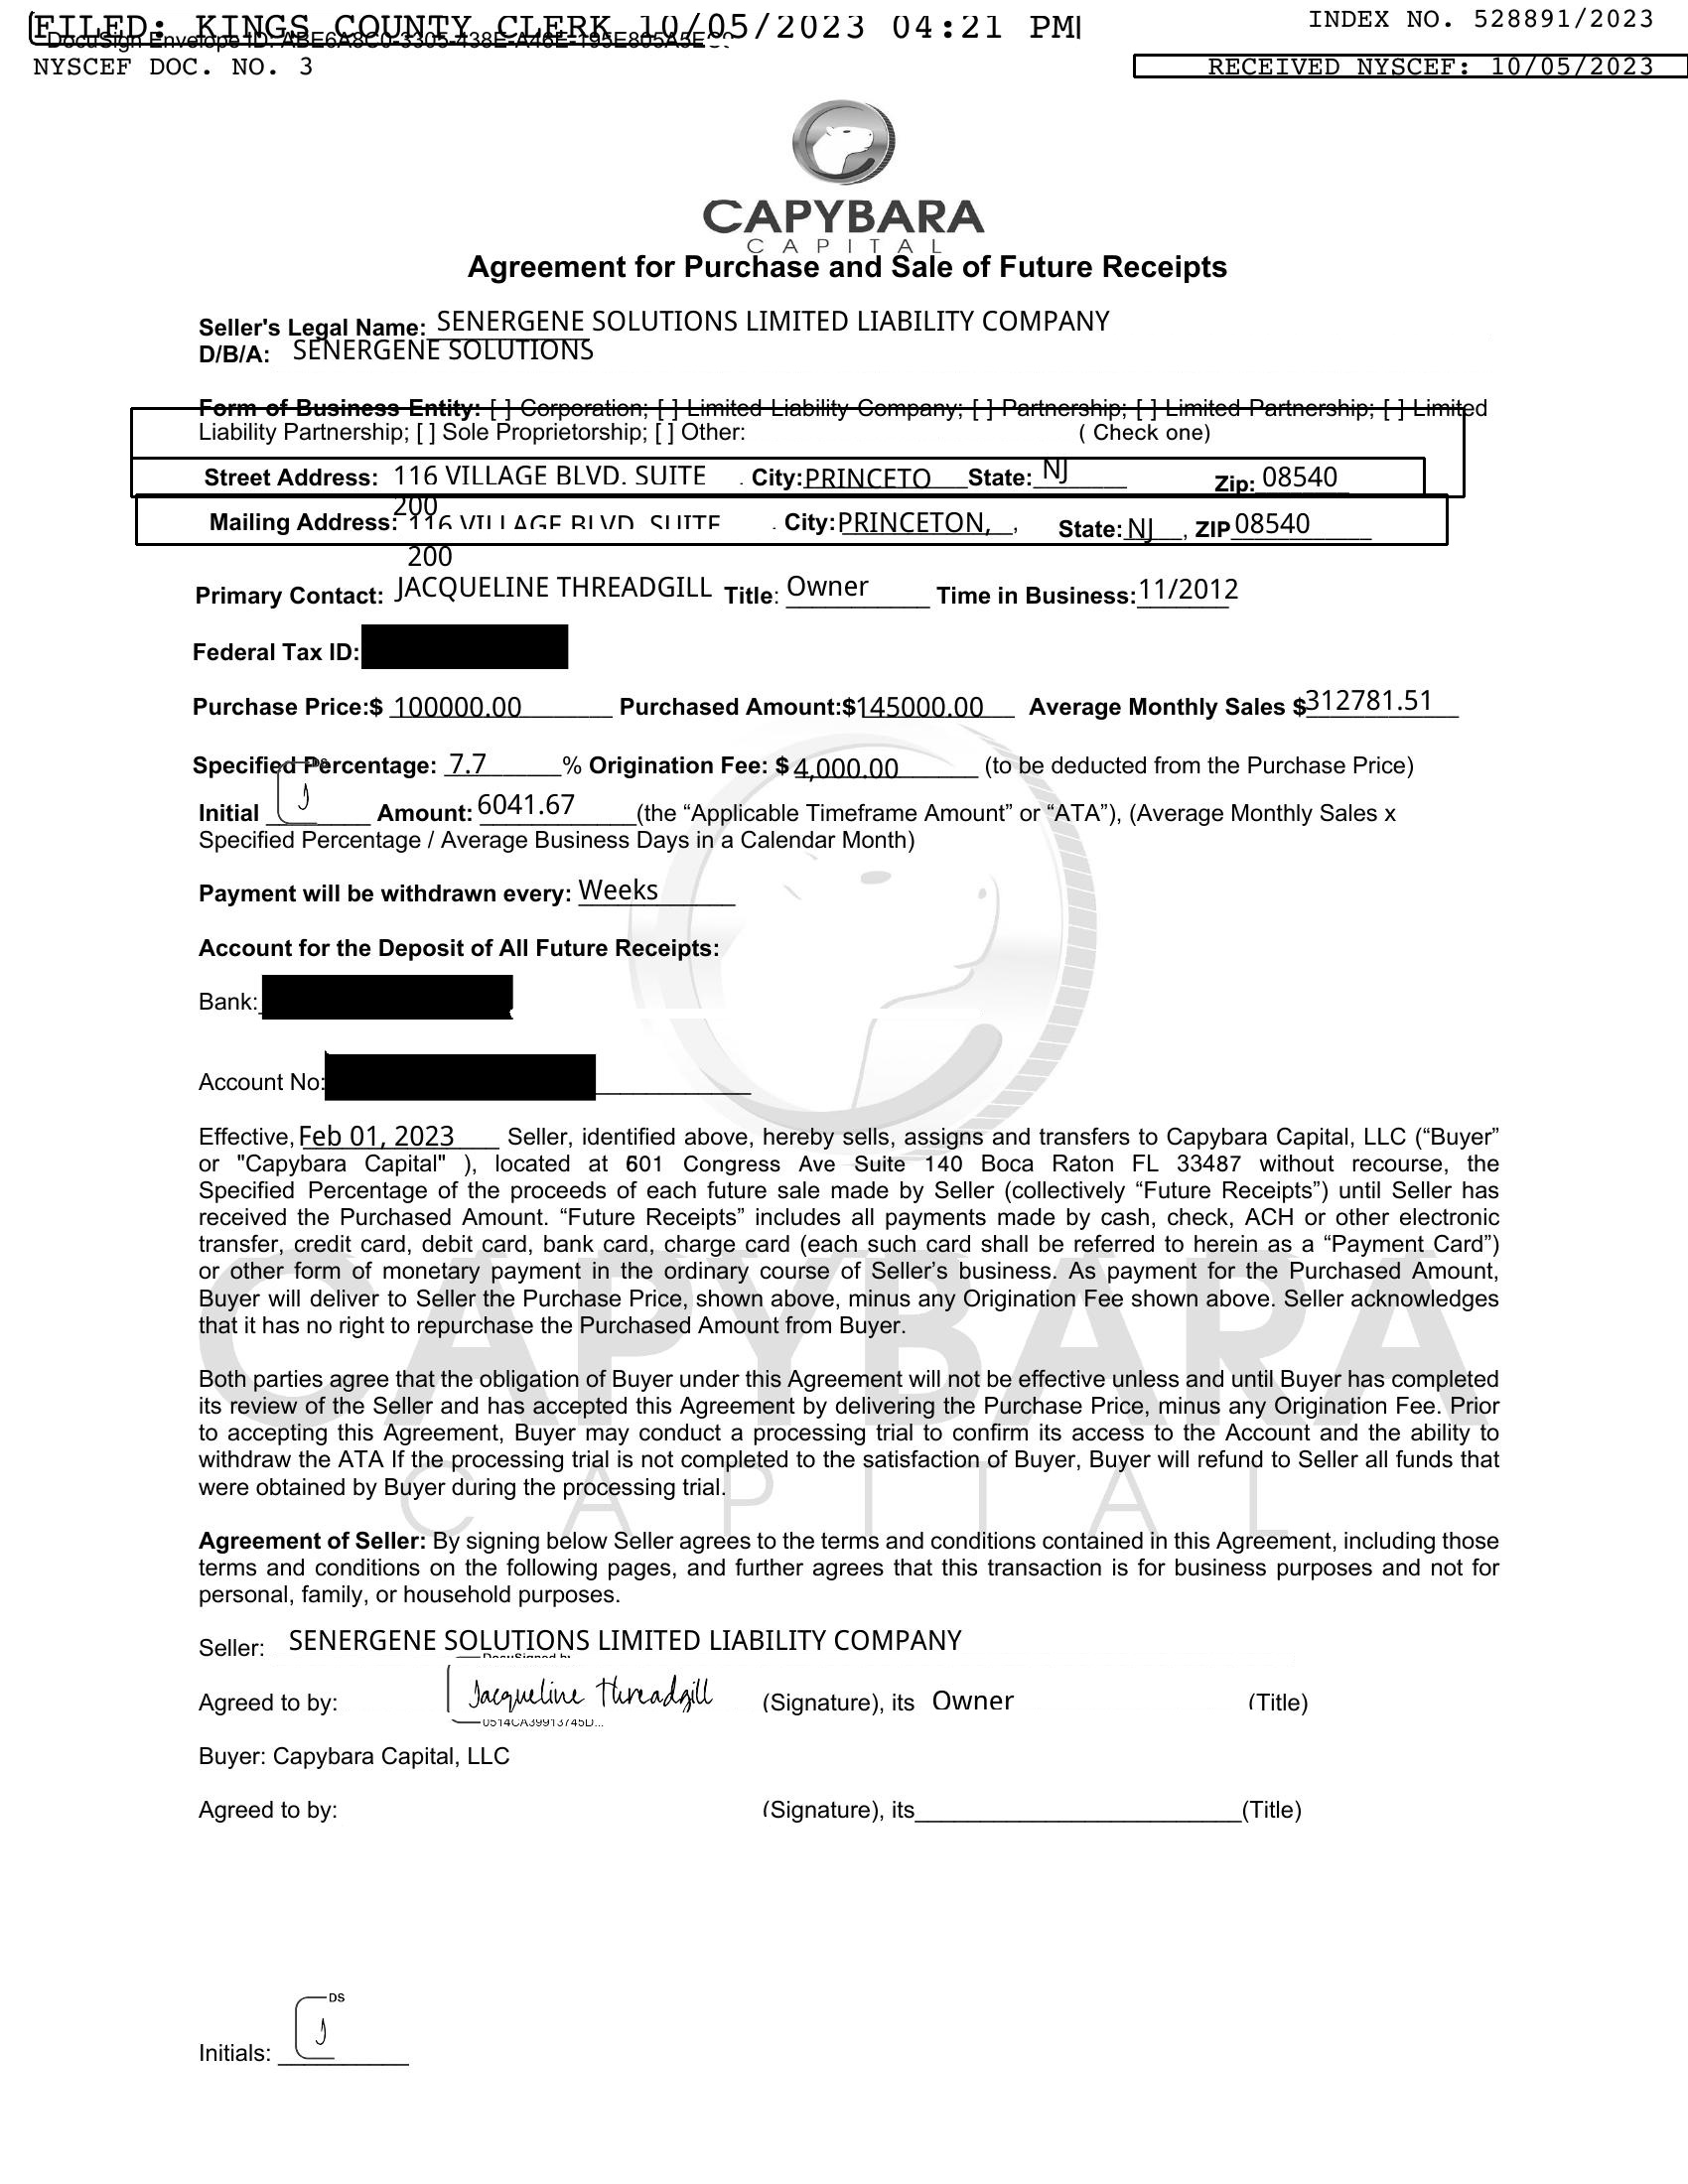 FILED: KINGS COUNTY CLERK 10/05/2023 04:21 PM
INDEX NO. 528891/2023
DocuSign Envelope ID: ABE6A8C0-3305-438E-A46E-195E805A5E
NYSCEF DOC. NO. 3
RECEIVED NYSCEF: 10/05/2023
CAPYBARA
CAPITAL
Agreement for Purchase and Sale of Future Receipts
Seller's Legal Name: SENERGENE SOLUTIONS LIMITED LIABILITY COMPANY
D/B/A: SENERGENE SOLUTIONS
Form of Business Entity: [ ] Corporation; [ ] Limited Liability Company; [ ] Partnership; [ ] Limited Partnership; [ ] Limited
Liability Partnership; [ ] Sole Proprietorship; [ ] Other: ( Check one)
Street Address: 116 VILLAGE BLVD. SUITE . City: PRINCETO State: NJ Zip: 08540
200
Mailing Address: 116 VILLAGE BLVD. SUITE . City: PRINCETON, , State: NJ , ZIP 08540
200
Primary Contact: JACQUELINE THREADGILL Title: Owner Time in Business: 11/2012
Federal Tax ID:
Purchase Price:$ 100000.00 Purchased Amount:$145000.00 Average Monthly Sales $312781.51
Specified Percentage: 7.7 % Origination Fee: $ 4,000.00 (to be deducted from the Purchase Price)
DS
Initial J Amount: 6041.67 (the “Applicable Timeframe Amount” or “ATA”), (Average Monthly Sales x
Specified Percentage / Average Business Days in a Calendar Month)
Payment will be withdrawn every: Weeks
Account for the Deposit of All Future Receipts:
Bank:
Account No:
Effective, Feb 01, 2023 Seller, identified above, hereby sells, assigns and transfers to Capybara Capital, LLC (“Buyer”
or "Capybara Capital" ), located at 601 Congress Ave Suite 140 Boca Raton FL 33487 without recourse, the
Specified Percentage of the proceeds of each future sale made by Seller (collectively “Future Receipts”) until Seller has
received the Purchased Amount. “Future Receipts” includes all payments made by cash, check, ACH or other electronic
transfer, credit card, debit card, bank card, charge card (each such card shall be referred to herein as a “Payment Card”)
or other form of monetary payment in the ordinary course of Seller’s business. As payment for the Purchased Amount,
Buyer will deliver to Seller the Purchase Price, shown above, minus any Origination Fee shown above. Seller acknowledges
that it has no right to repurchase the Purchased Amount from Buyer.
Both parties agree that the obligation of Buyer under this Agreement will not be effective unless and until Buyer has completed
its review of the Seller and has accepted this Agreement by delivering the Purchase Price, minus any Origination Fee. Prior
to accepting this Agreement, Buyer may conduct a processing trial to confirm its access to the Account and the ability to
withdraw the ATA If the processing trial is not completed to the satisfaction of Buyer, Buyer will refund to Seller all funds that
were obtained by Buyer during the processing trial.
Agreement of Seller: By signing below Seller agrees to the terms and conditions contained in this Agreement, including those
terms and conditions on the following pages, and further agrees that this transaction is for business purposes and not for
personal, family, or household purposes.
Seller: SENERGENE SOLUTIONS LIMITED LIABILITY COMPANY
DocuSigned by
Agreed to by: Jacqueline Threadgill (Signature), its Owner (Title)
0514CA39913745D...
Buyer: Capybara Capital, LLC
Agreed to by: (Signature), its (Title)
DS
Initials: J